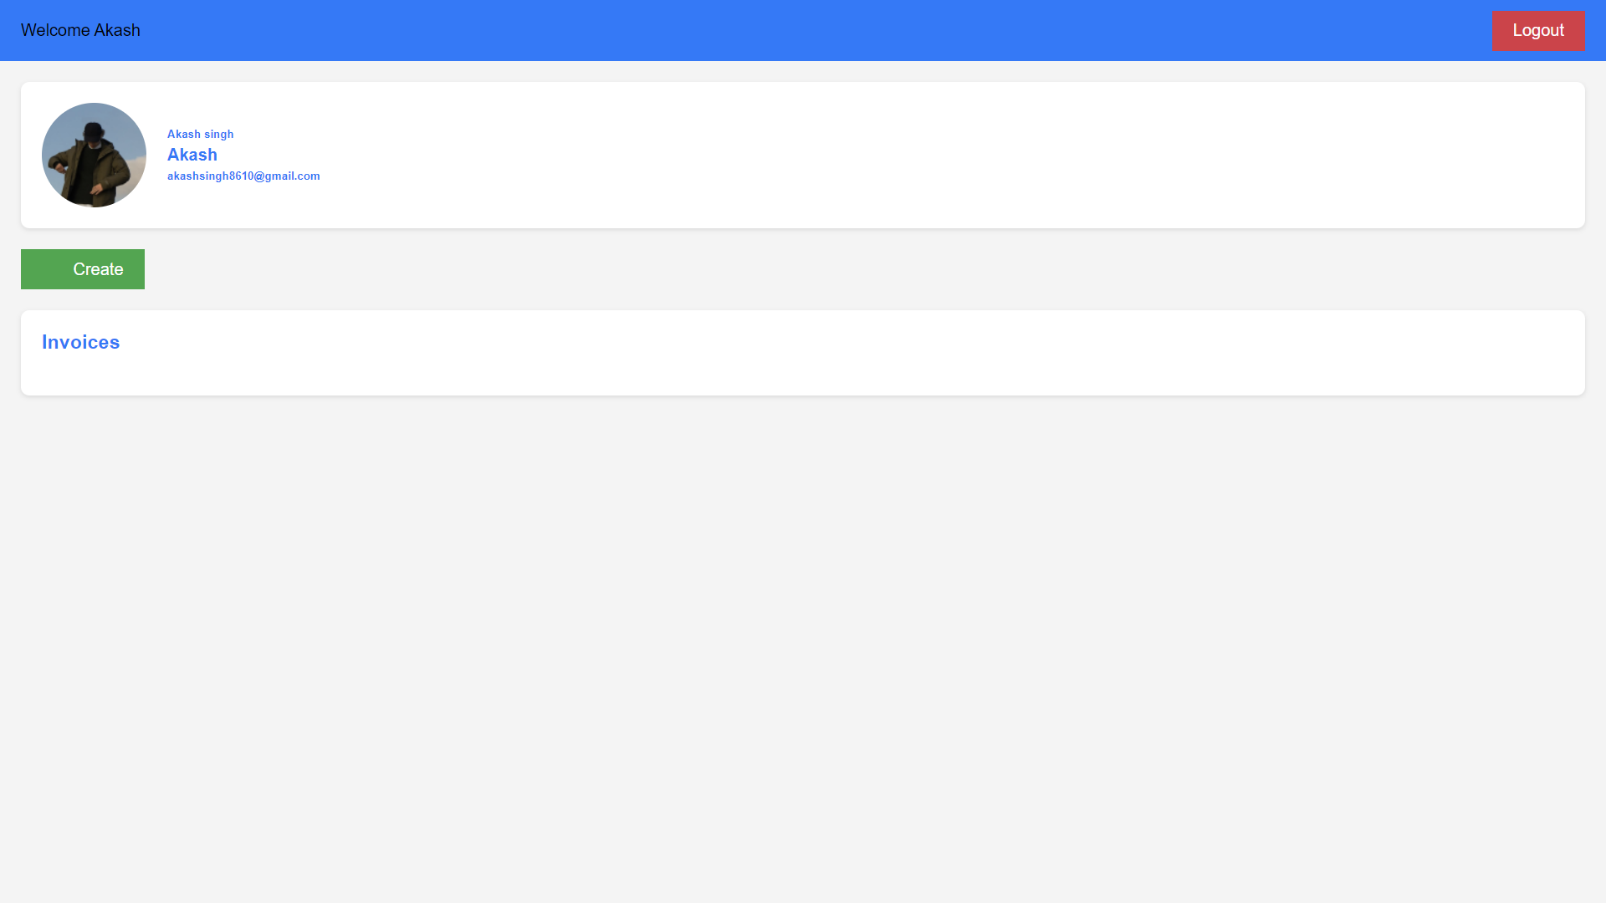 Welcome Akash
Logout
Akash singh
Akash
akashsingh8610@gmail.com
Create
Invoices